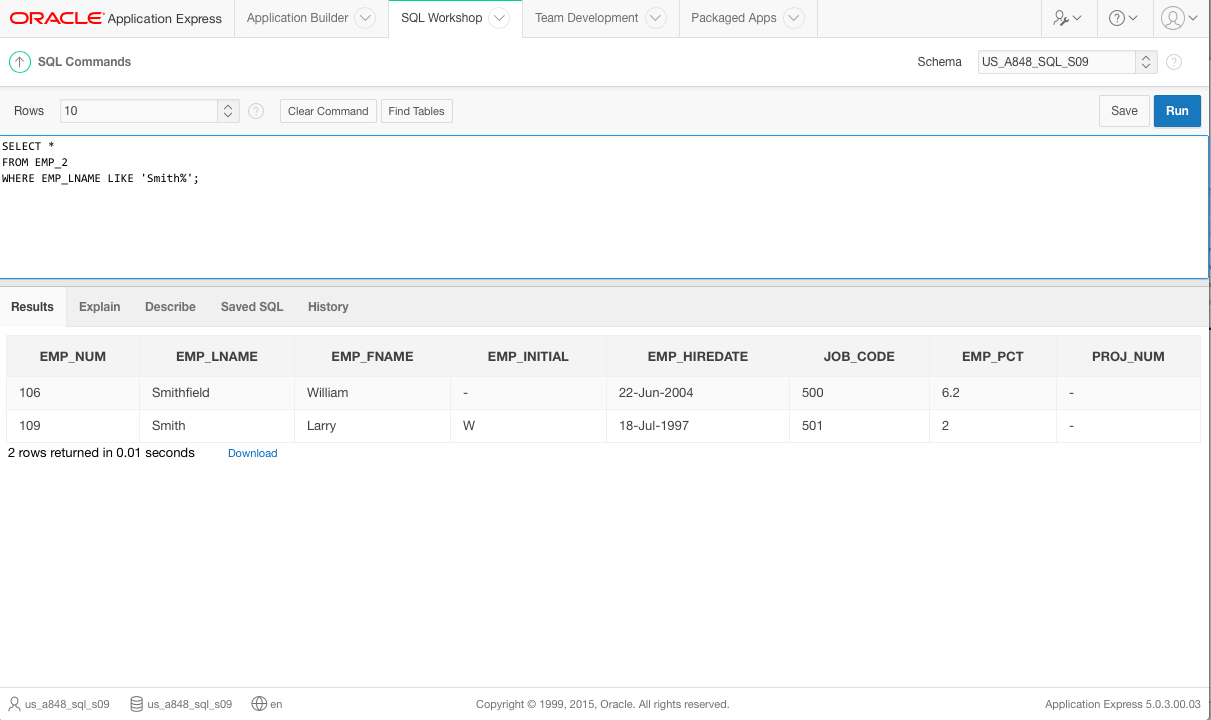 ORACLE Application Express Application Builder SQL Workshop Team Development Packaged Apps
SQL Commands Schema US_A848_SQL_S09
Rows 10 Clear Command Find Tables Save Run
SELECT *
FROM EMP_2
WHERE EMP_LNAME LIKE 'Smith%';
Results Explain Describe Saved SQL History
EMP_NUM EMP_LNAME EMP_FNAME EMP_INITIAL EMP_HIREDATE JOB_CODE EMP_PCT PROJ_NUM
106 Smithfield William - 22-Jun-2004 500 6.2 -
109 Smith Larry W 18-Jul-1997 501 2 -
2 rows returned in 0.01 seconds Download
us_a848_sql_s09 us_a848_sql_s09 en Copyright © 1999, 2015, Oracle. All rights reserved. Application Express 5.0.3.00.03